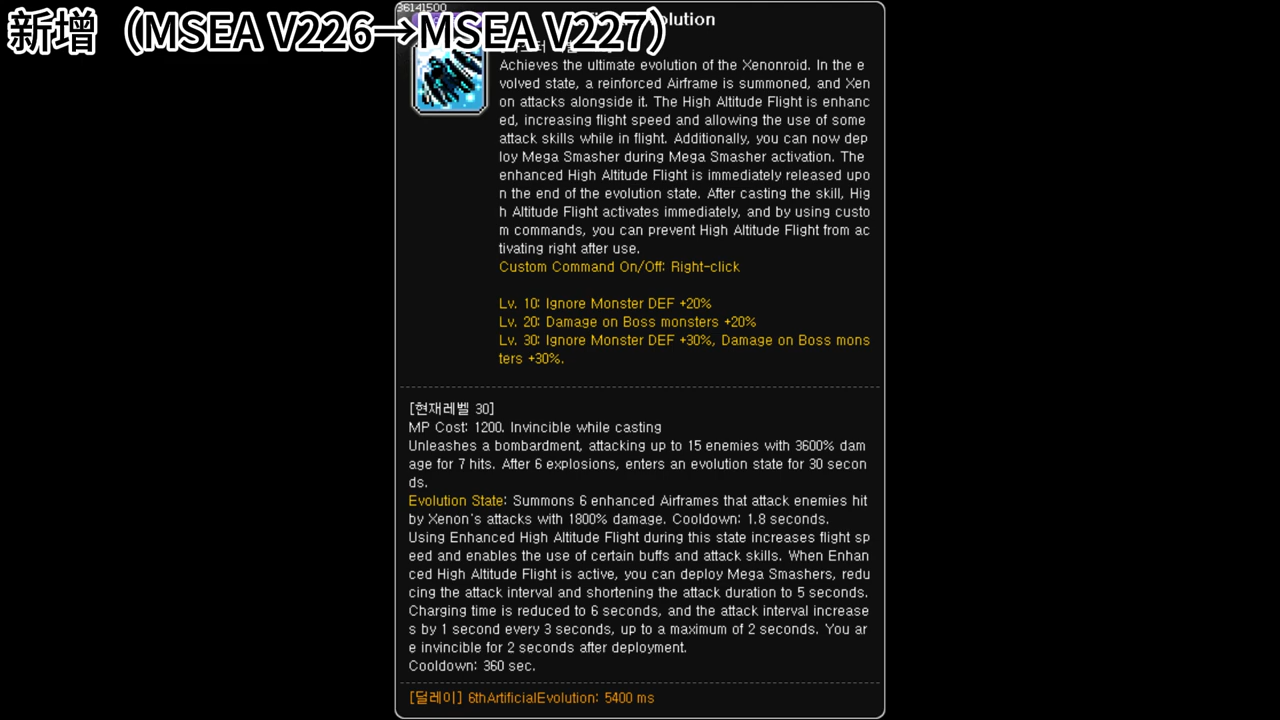 36141500
新增（MSEA V226→MSEA V227）
Achieves the ultimate evolution of the Xenonroid. In the e
volved state, a reinforced Airframe is summoned, and Xen
on attacks alongside it. The High Altitude Flight is enhanc
ed, increasing flight speed and allowing the use of some
attack skills while in flight. Additionally, you can now dep
loy Mega Smasher during Mega Smasher activation. The
enhanced High Altitude Flight is immediately released upo
n the end of the evolution state. After casting the skill, Hig
h Altitude Flight activates immediately, and by using custo
m commands, you can prevent High Altitude Flight from ac
tivating right after use.
Custom Command On/Off: Right-click
Lv. 10: Ignore Monster DEF +20%
Lv. 20: Damage on Boss monsters +20%
Lv. 30: Ignore Monster DEF +30%, Damage on Boss mons
ters +30%.
[현재레벨 30]
MP Cost: 1200. Invincible while casting
Unleashes a bombardment, attacking up to 15 enemies with 3600% dam
age for 7 hits. After 6 explosions, enters an evolution state for 30 secon
ds.
Evolution State: Summons 6 enhanced Airframes that attack enemies hit
by Xenon's attacks with 1800% damage. Cooldown: 1.8 seconds.
Using Enhanced High Altitude Flight during this state increases flight sp
eed and enables the use of certain buffs and attack skills. When Enhan
ced High Altitude Flight is active, you can deploy Mega Smashers, redu
cing the attack interval and shortening the attack duration to 5 seconds.
Charging time is reduced to 6 seconds, and the attack interval increase
s by 1 second every 3 seconds, up to a maximum of 2 seconds. You ar
e invincible for 2 seconds after deployment.
Cooldown: 360 sec.
[딜레이] 6thArtificialEvolution: 5400 ms